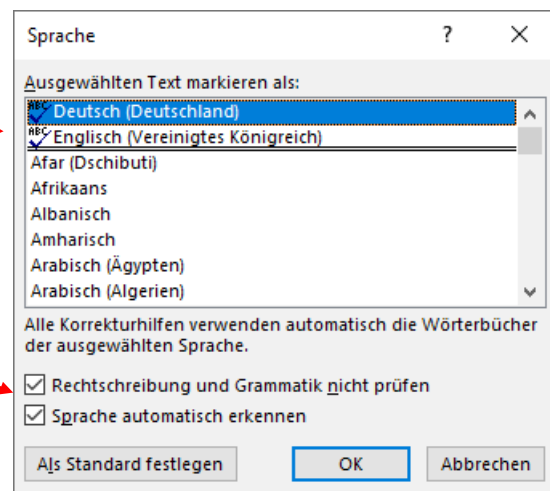 Sprache ?
Ausgewählten Text markieren als:
ABC Deutsch (Deutschland)
ABC Englisch (Vereinigtes Königreich)
Afar (Dschibuti)
Afrikaans
Albanisch
Amharisch
Arabisch (Ägypten)
Arabisch (Algerien)
Alle Korrekturhilfen verwenden automatisch die Wörterbücher
der ausgewählten Sprache.
Rechtschreibung und Grammatik nicht prüfen
Sprache automatisch erkennen
Als Standard festlegen OK Abbrechen